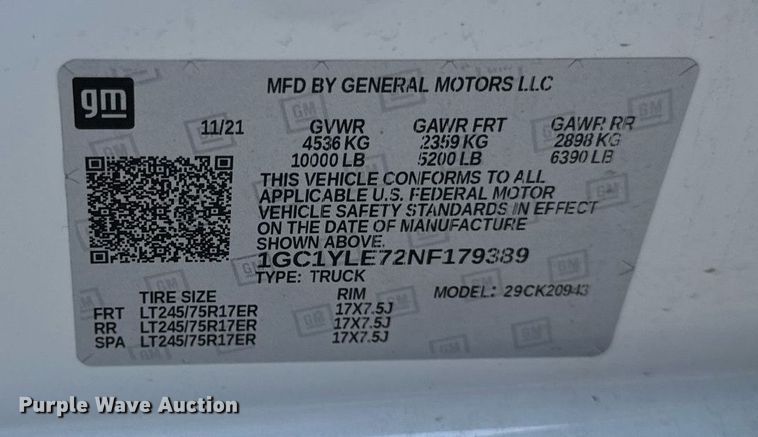 gm
MFD BY GENERAL MOTORS LLC
11/21 GVWR GAWR FRT GAWR RR
4536 KG 2359 KG 2898 KG
10000 LB 5200 LB 6390 LB
THIS VEHICLE CONFORMS TO ALL
APPLICABLE U.S. FEDERAL MOTOR
VEHICLE SAFETY STANDARDS IN EFFECT
ON THE DATE OF MANUFACTURE
SHOWN ABOVE.
1GC1YLE72NF179389
TYPE: TRUCK
TIRE SIZE RIM MODEL: 29CK20943
FRT LT245/75R17ER 17X7.5J
RR LT245/75R17ER 17X7.5J
SPA LT245/75R17ER 17X7.5J
Purple Wave Auction